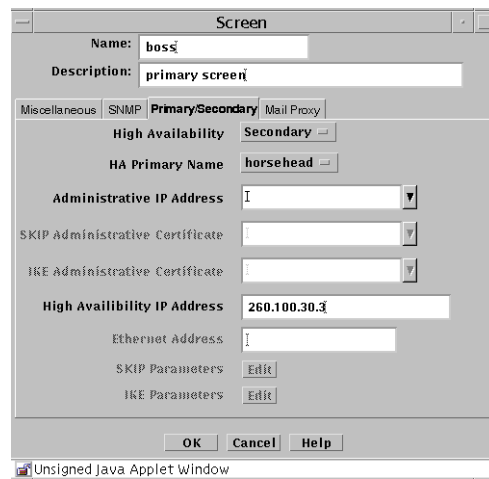 Screen
Name: boss
Description: primary screen
Miscellaneous SNMP Primary/Secondary Mail Proxy
High Availability Secondary
HA Primary Name horsehead
Administrative IP Address
SKIP Administrative Certificate
IKE Administrative Certificate
High Availibility IP Address 260.100.30.3
Ethernet Address
SKIP Parameters Edit
IKE Parameters Edit
OK Cancel Help
Unsigned Java Applet Window